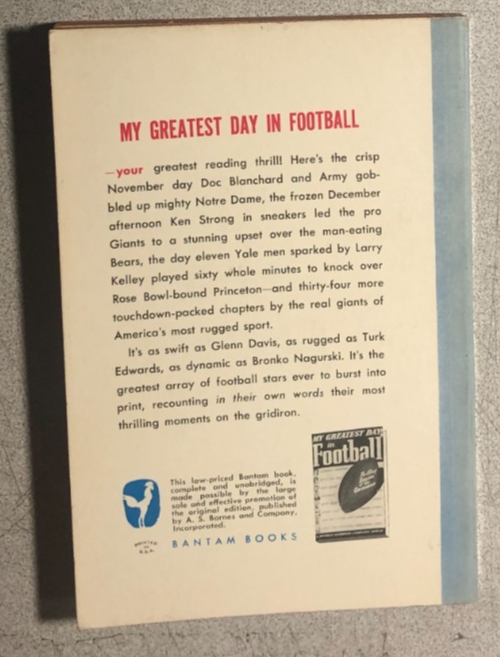 MY GREATEST DAY IN FOOTBALL
—your greatest reading thrill! Here's the crisp
November day Doc Blanchard and Army gob-
bled up mighty Notre Dame, the frozen December
afternoon Ken Strong in sneakers led the pro
Giants to a stunning upset over the man-eating
Bears, the day eleven Yale men sparked by Larry
Kelley played sixty whole minutes to knock over
Rose Bowl-bound Princeton—and thirty-four more
touchdown-packed chapters by the real giants of
America's most rugged sport.
It's as swift as Glenn Davis, as rugged as Turk
Edwards, as dynamic as Bronko Nagurski. It's the
greatest array of football stars ever to burst into
print, recounting in their own words their most
thrilling moments on the gridiron.
This low-priced Bantam book,
complete and unabridged, is
made possible by the large
sale and effective promotion of
the original edition, published
by A. S. Barnes and Company,
Incorporated.
BANTAM BOOKS
PRINTED
IN
U.S.A.
MY GREATEST DAY
in
Football